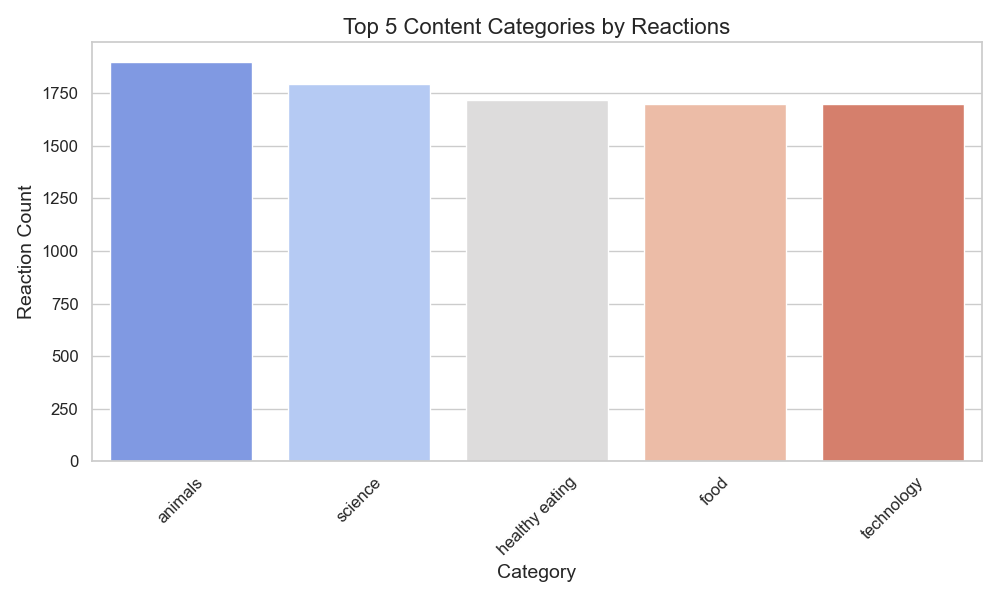 Top 5 Content Categories by Reactions
Reaction Count
1750
1500
1250
1000
750
500
250
0
animals
science
healthy eating
food
technology
Category